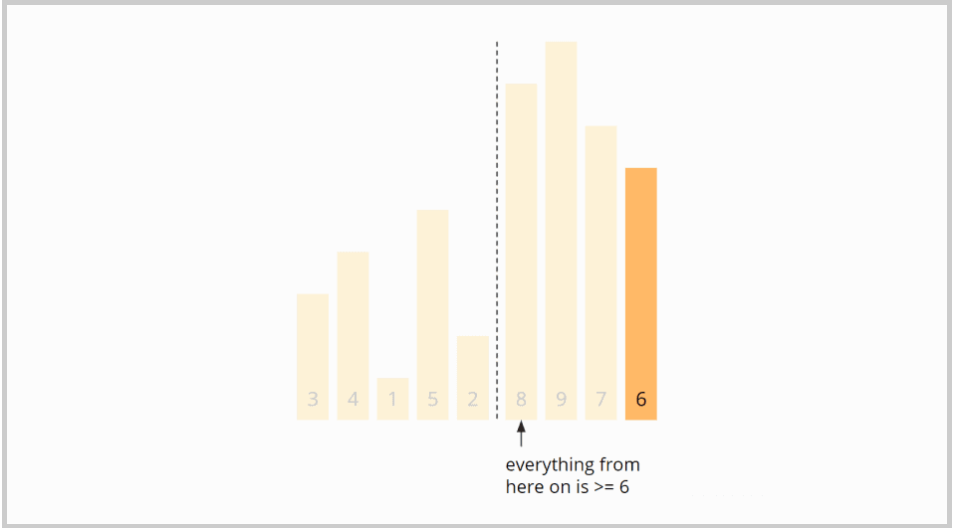 3 4 1 5 2 8 9 7 6
everything from
here on is >= 6